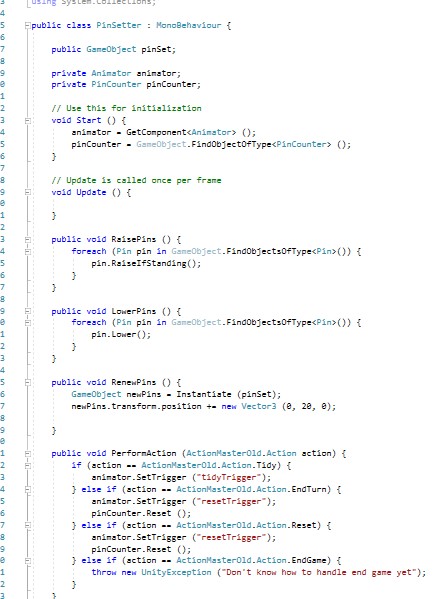 3 using System.Collections;
4
5 public class PinSetter : MonoBehaviour {
6
7 public GameObject pinSet;
8
9 private Animator animator;
0 private PinCounter pinCounter;
1
2 // Use this for initialization
3 void Start () {
4 animator = GetComponent<Animator> ();
5 pinCounter = GameObject.FindObjectOfType<PinCounter> ();
6 }
7
8 // Update is called once per frame
9 void Update () {
0
1 }
2
3 public void RaisePins () {
4 foreach (Pin pin in GameObject.FindObjectsOfType<Pin>()) {
5 pin.RaiseIfStanding();
6 }
7 }
8
9 public void LowerPins () {
0 foreach (Pin pin in GameObject.FindObjectsOfType<Pin>()) {
1 pin.Lower();
2 }
3 }
4
5 public void RenewPins () {
6 GameObject newPins = Instantiate (pinSet);
7 newPins.transform.position += new Vector3 (0, 20, 0);
8
9 }
0
1 public void PerformAction (ActionMasterOld.Action action) {
2 if (action == ActionMasterOld.Action.Tidy) {
3 animator.SetTrigger ("tidyTrigger");
4 } else if (action == ActionMasterOld.Action.EndTurn) {
5 animator.SetTrigger ("resetTrigger");
6 pinCounter.Reset ();
7 } else if (action == ActionMasterOld.Action.Reset) {
8 animator.SetTrigger ("resetTrigger");
9 pinCounter.Reset ();
0 } else if (action == ActionMasterOld.Action.EndGame) {
1 throw new UnityException ("Don't know how to handle end game yet");
2 }
3 }